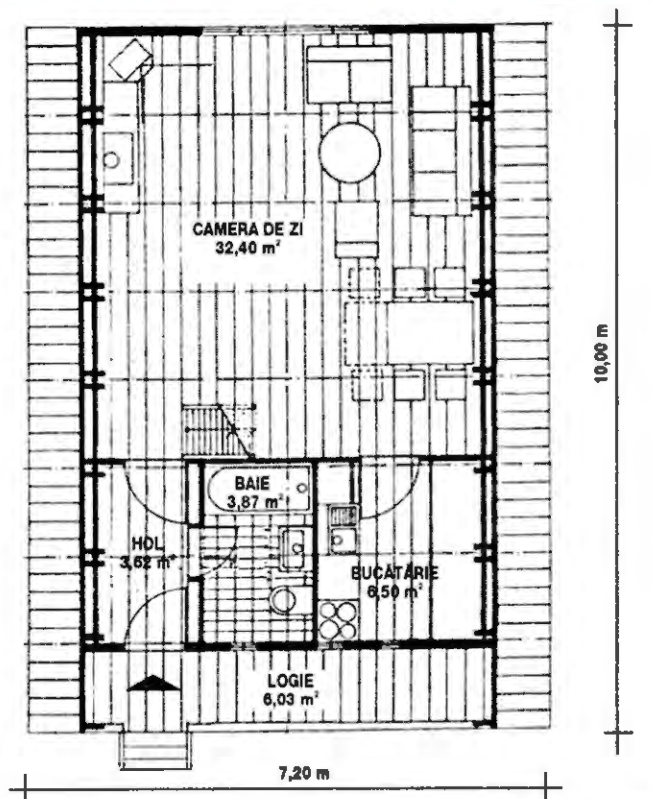 CAMERA DE ZI
32,40 m²
10,00 m
BAIE
3,87 m²
HOL
3,62 m²
BUCĂTĂRIE
6,50 m²
LOGIE
6,03 m²
7,20 m